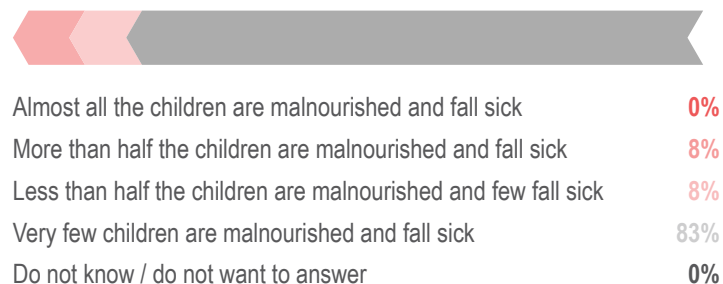 Almost all the children are malnourished and fall sick 0%
More than half the children are malnourished and fall sick 8%
Less than half the children are malnourished and few fall sick 8%
Very few children are malnourished and fall sick 83%
Do not know / do not want to answer 0%